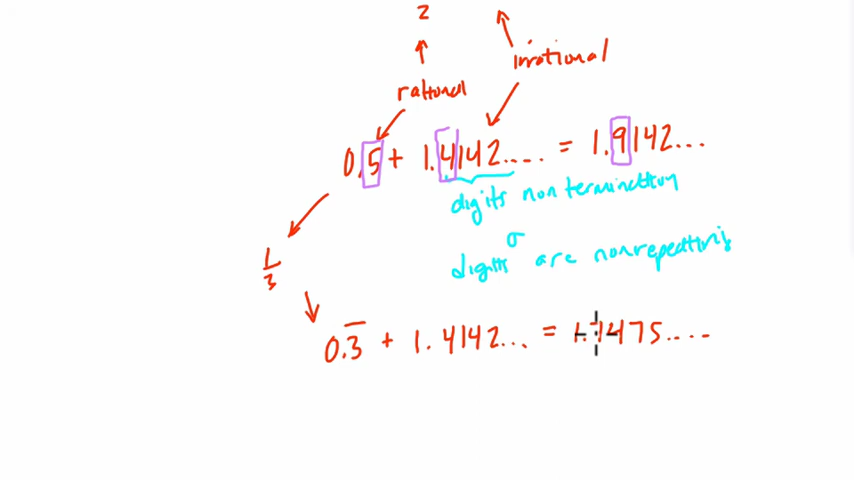 2
irrational
rational
0.5 + 1.4142.... = 1.9142...
digits non termination
digits are nonrepeating
1/3
0.3̅ + 1.4142... = 1.7475....